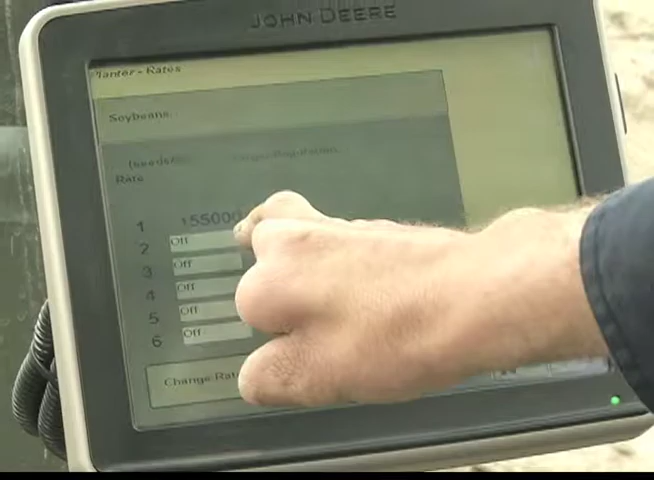 JOHN DEERE
Planter - Rates
Soybeans
Rate
1 155000
2 Off
3 Off
4 Off
5 Off
6 Off
Change Rat